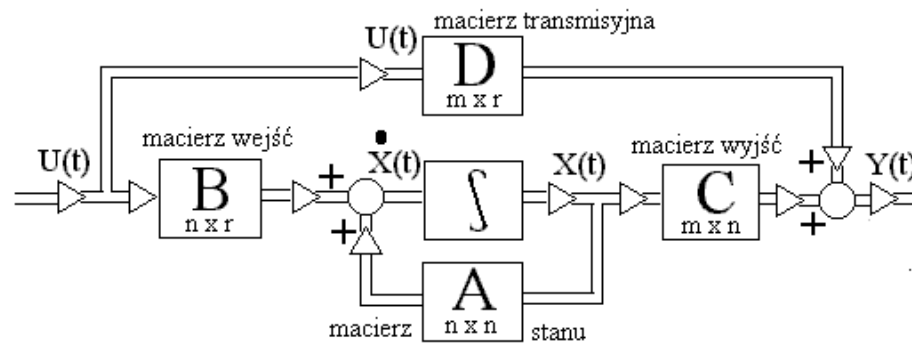 macierz transmisyjna
U(t)
D
m x r
macierz wejść
U(t)
B
n x r
+
+
Ẋ(t)
∫
X(t)
macierz wyjść
C
m x n
+
+
Y(t)
A
n x n
macierz stanu